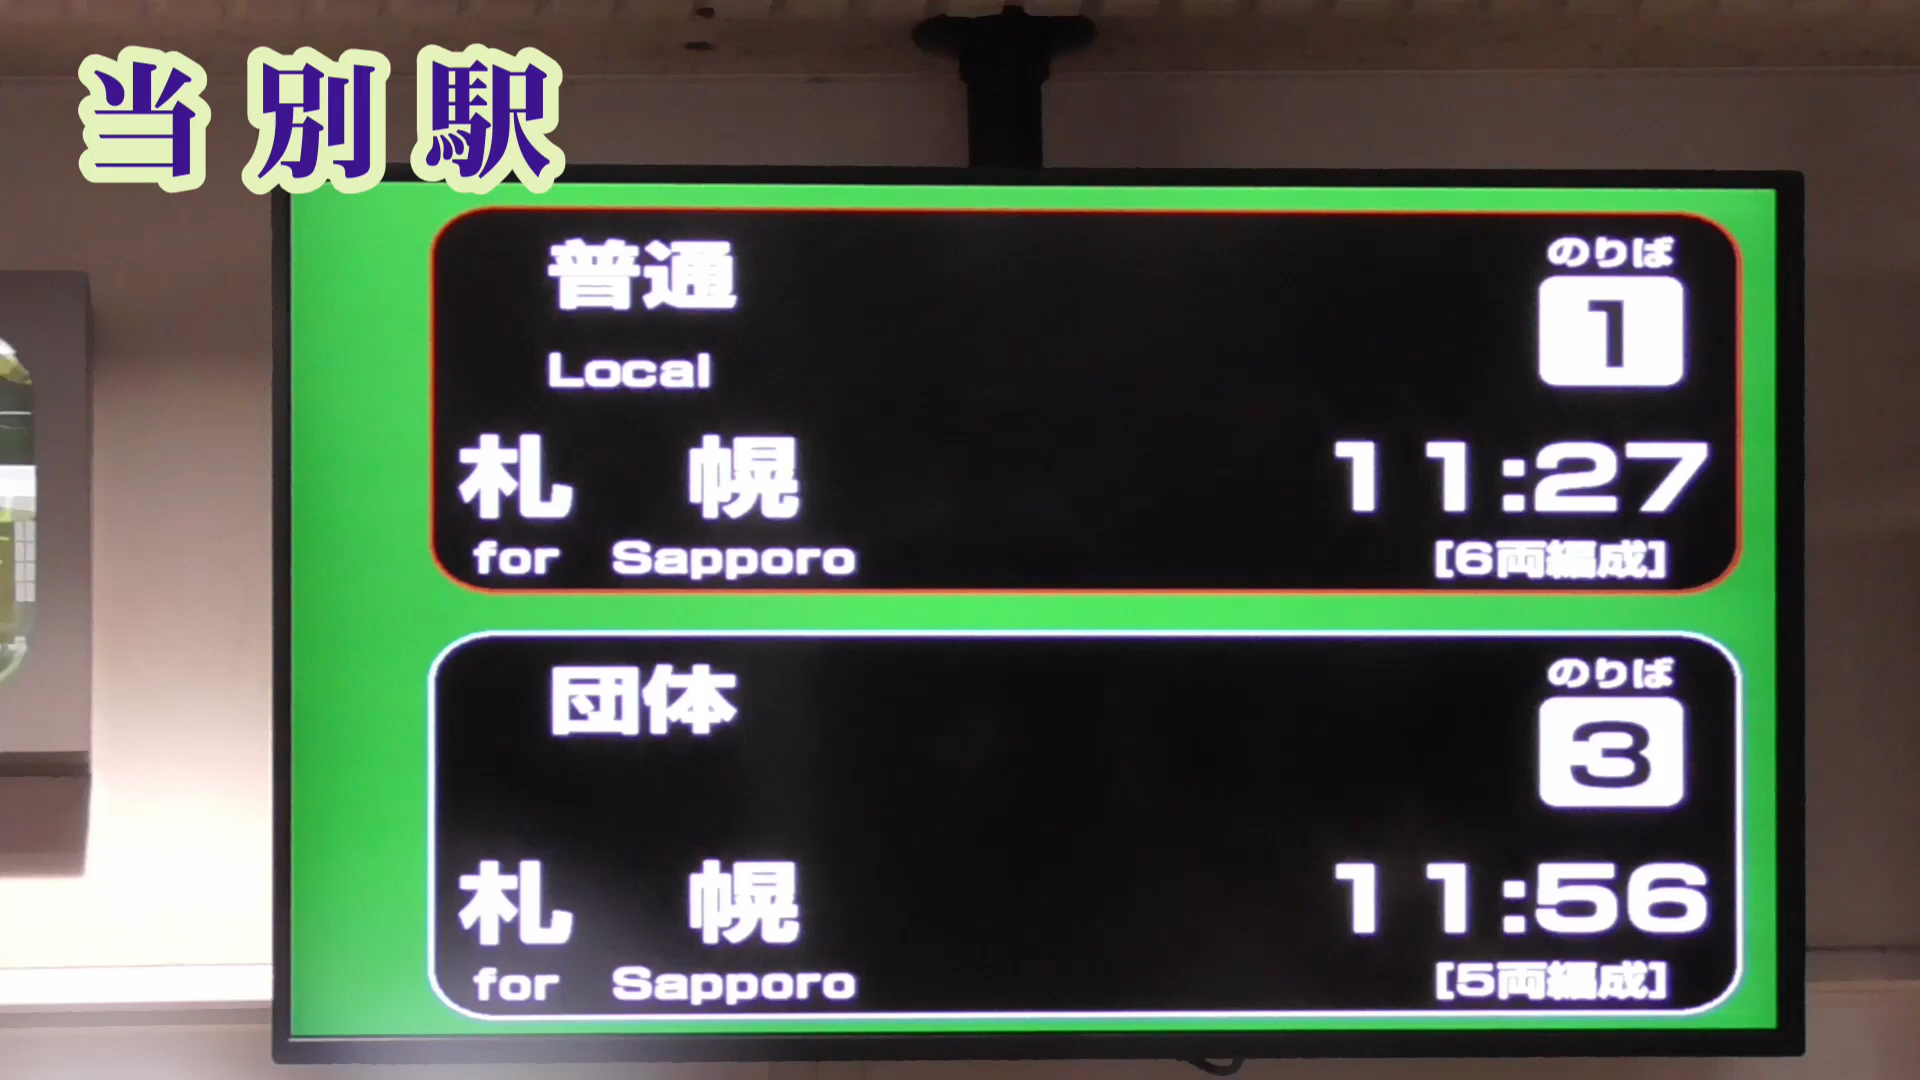 当別駅
普通
のりば
1
Local
札 幌
11:27
for Sapporo
[6両編成]
団体
のりば
3
札 幌
11:56
for Sapporo
[5両編成]